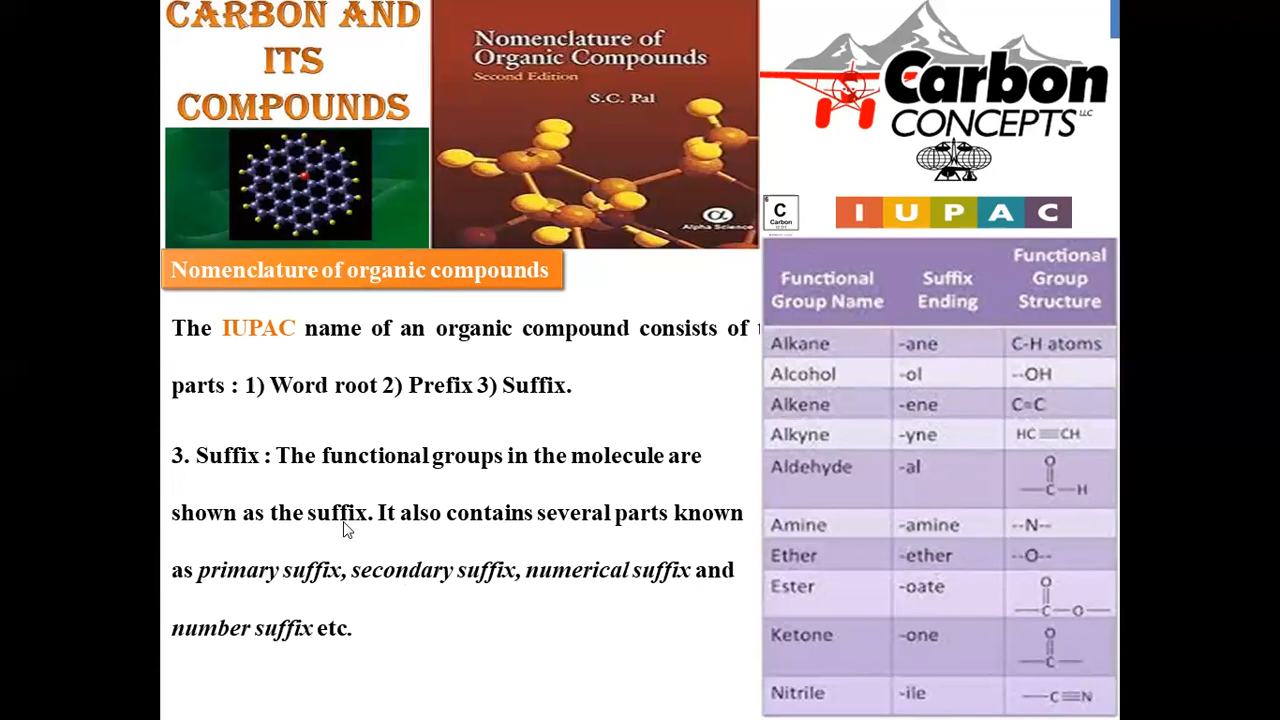 CARBON AND
ITS
COMPOUNDS
Nomenclature of
Organic Compounds
Second Edition
S.C. Pal
α
Alpha Science
Carbon
CONCEPTS LLC
6
C
Carbon
I U P A C
Nomenclature of organic compounds
The IUPAC name of an organic compound consists of
parts : 1) Word root 2) Prefix 3) Suffix.
3. Suffix : The functional groups in the molecule are
shown as the suffix. It also contains several parts known
as primary suffix, secondary suffix, numerical suffix and
number suffix etc.
Functional Group Name Suffix Ending Functional Group Structure
Alkane -ane C-H atoms
Alcohol -ol --OH
Alkene -ene C=C
Alkyne -yne HC≡CH
Aldehyde -al O
—C—H
Amine -amine --N--
Ether -ether --O--
Ester -oate O
—C—O—
Ketone -one O
—C—
Nitrile -ile —C≡N